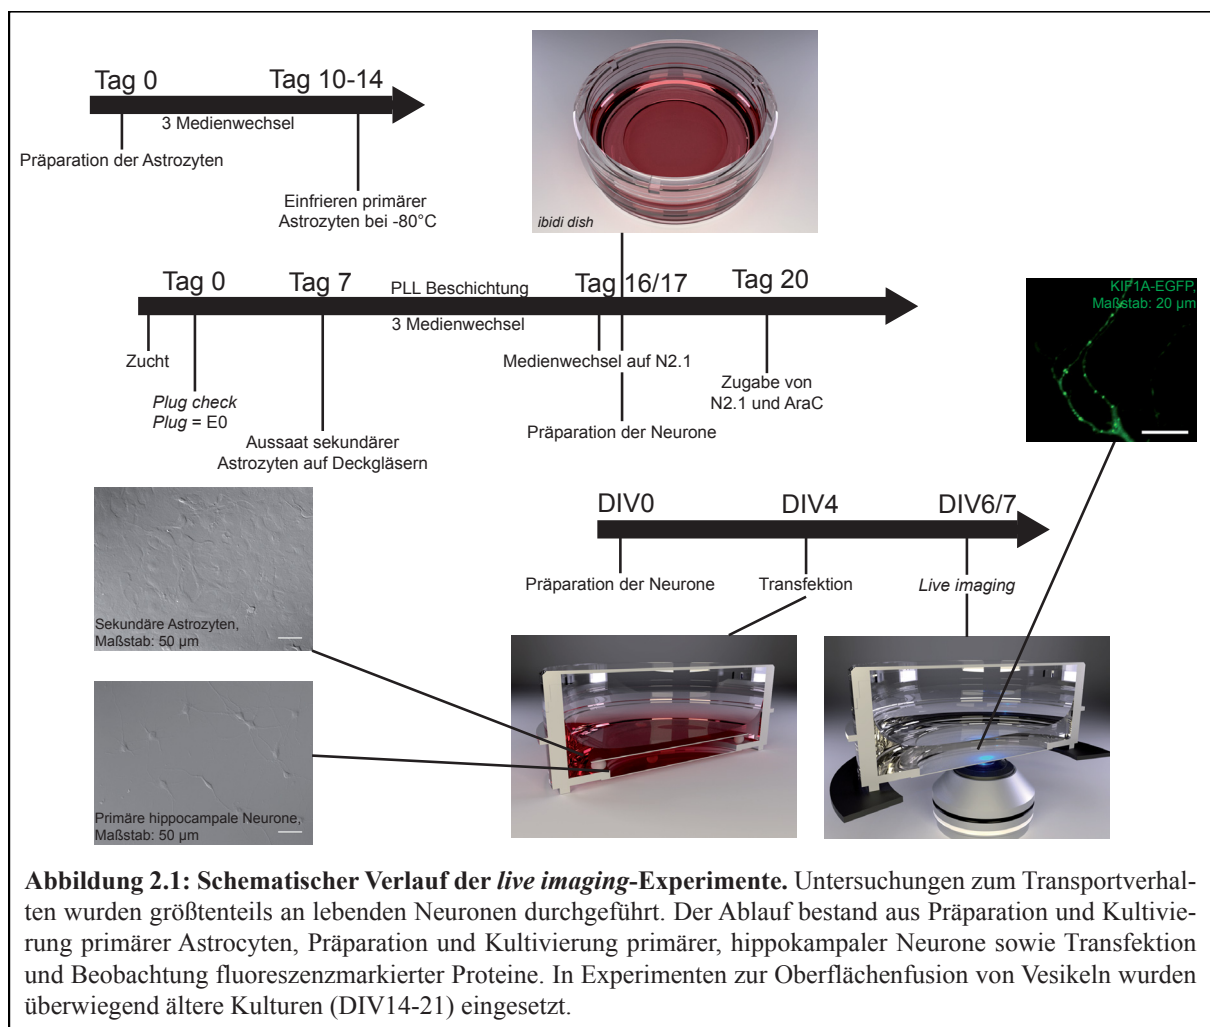 Tag 0
Tag 10-14
3 Medienwechsel
Präparation der Astrozyten
Einfrieren primärer
Astrozyten bei -80°C
ibidi dish
Tag 0
Tag 7
PLL Beschichtung
Tag 16/17
Tag 20
3 Medienwechsel
Zucht
Plug check
Plug = E0
Aussaat sekundärer
Astrozyten auf Deckgläsern
Medienwechsel auf N2.1
Präparation der Neurone
Zugabe von
N2.1 und AraC
KIF1A-EGFP,
Maßstab: 20 µm
DIV0
DIV4
DIV6/7
Präparation der Neurone
Transfektion
Live imaging
Sekundäre Astrozyten,
Maßstab: 50 µm
Primäre hippocampale Neurone,
Maßstab: 50 µm
Abbildung 2.1: Schematischer Verlauf der live imaging-Experimente. Untersuchungen zum Transportverhal-
ten wurden größtenteils an lebenden Neuronen durchgeführt. Der Ablauf bestand aus Präparation und Kultivie-
rung primärer Astrocyten, Präparation und Kultivierung primärer, hippokampaler Neurone sowie Transfektion
und Beobachtung fluoreszenzmarkierter Proteine. In Experimenten zur Oberflächenfusion von Vesikeln wurden
überwiegend ältere Kulturen (DIV14-21) eingesetzt.